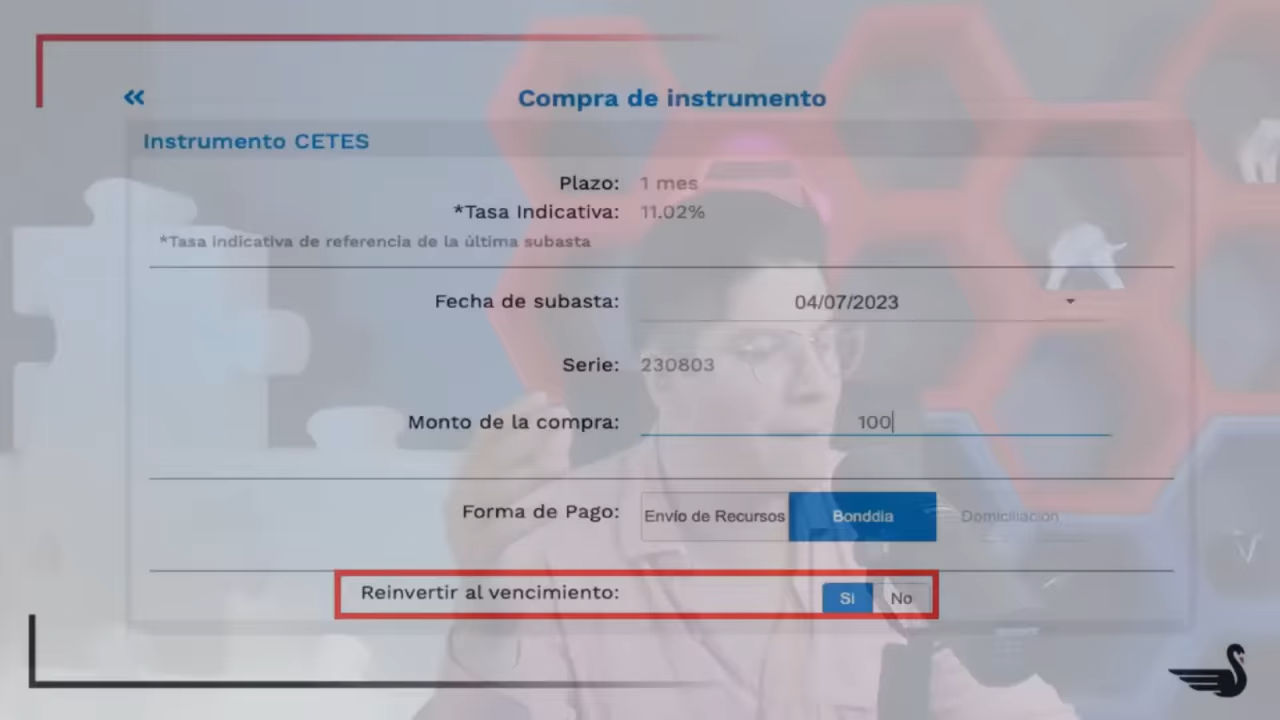 Compra de instrumento
Instrumento CETES
Plazo: 1 mes
*Tasa Indicativa: 11.02%
*Tasa indicativa de referencia de la última subasta
Fecha de subasta: 04/07/2023
Serie: 230803
Monto de la compra: 100
Forma de Pago: Envío de Recursos Bonddia Domiciliación
Reinvertir al vencimiento: Si No